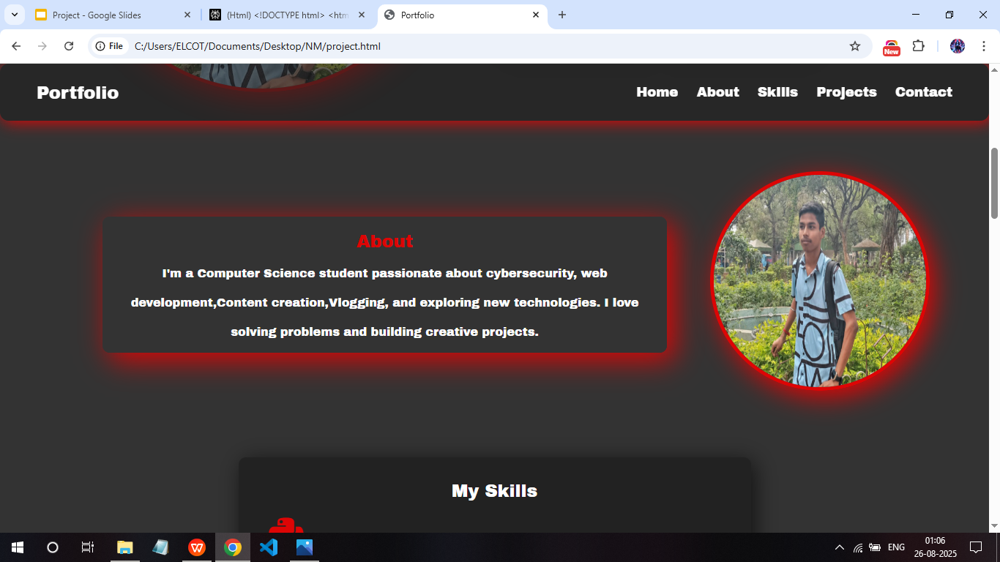 Project - Google Slides
(Html) <!DOCTYPE html> <htm
Portfolio
File
C:/Users/ELCOT/Documents/Desktop/NM/project.html
New
Portfolio
Home
About
Skills
Projects
Contact
About
I'm a Computer Science student passionate about cybersecurity, web
development,Content creation,Vlogging, and exploring new technologies. I love
solving problems and building creative projects.
My Skills
ENG
01:06
26-08-2025